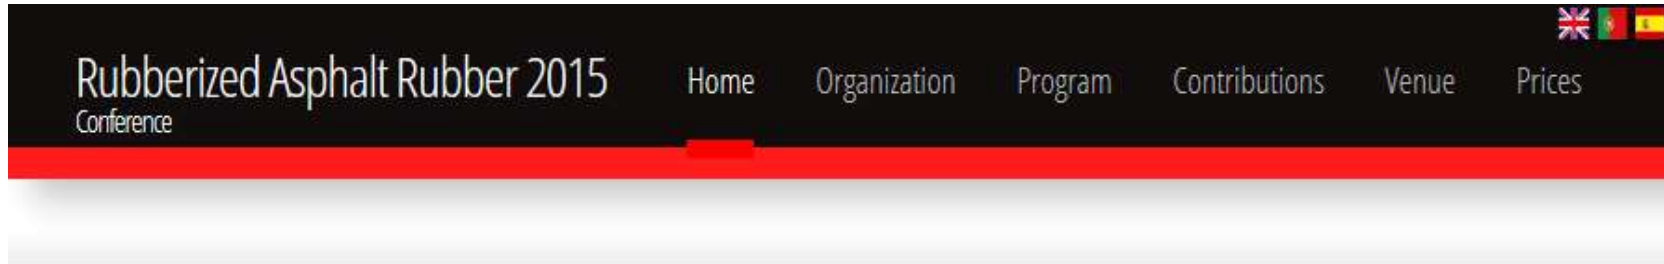 Rubberized Asphalt Rubber 2015
Conference
Home Organization Program Contributions Venue Prices